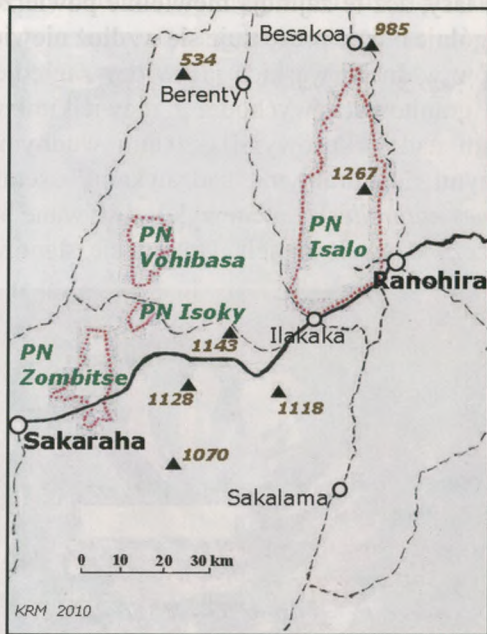 985
Besakoa
534
Berenty
1267
PN
Isalo
PN
Vohibasa
Ranohira
PN Isoky
Ilakaka
1143
PN
Zombitse
1128
1118
Sakaraha
1070
Sakalama
0 10 20 30 km
KRM 2010